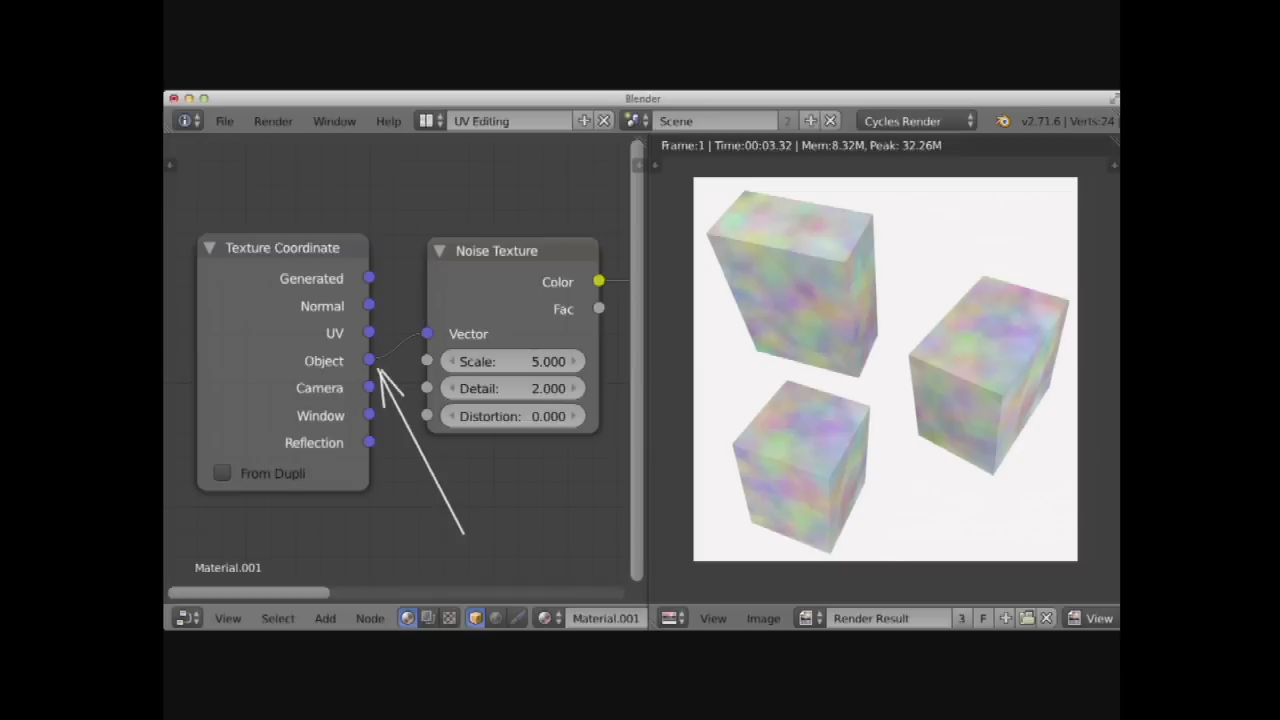 Blender
File Render Window Help UV Editing Scene 2 Cycles Render v2.71.6 | Verts:24 |
Frame:1 | Time:00:03.32 | Mem:8.32M, Peak: 32.26M
Texture Coordinate
Generated
Normal
UV
Object
Camera
Window
Reflection
From Dupli
Noise Texture
Color
Fac
Vector
Scale: 5.000
Detail: 2.000
Distortion: 0.000
Material.001
View Select Add Node Material.001 View Image Render Result 3 F View